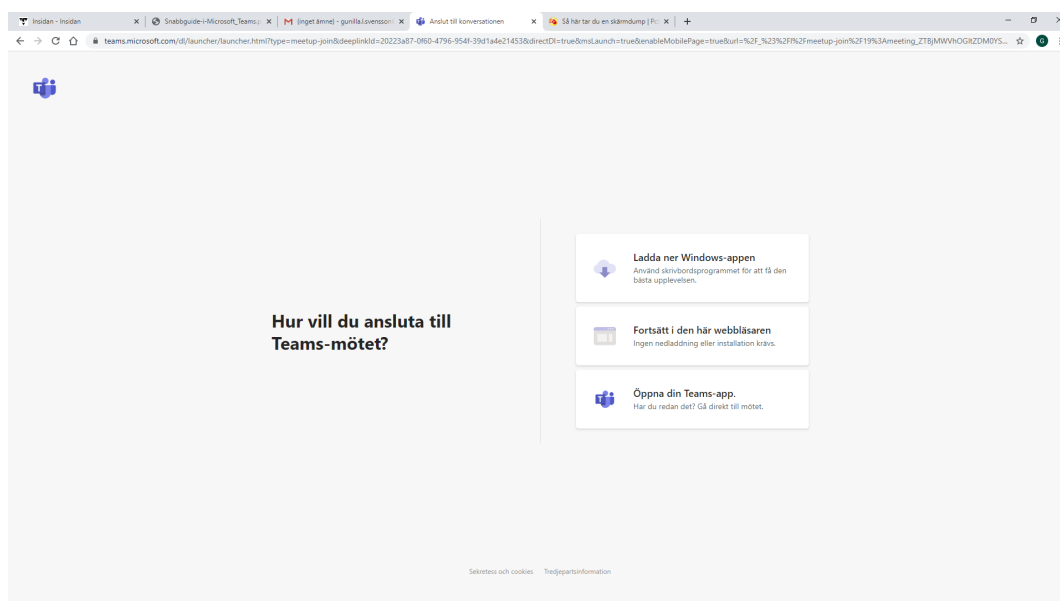 Insidan - Insidan
Snabbguide-i-Microsoft_Teams.p
(inget ämne) - gunilla.l.svensson
Anslut till konversationen
Så här tar du en skärmdump | Pc
teams.microsoft.com/dl/launcher/launcher.html?type=meetup-join&deeplinkId=20223a87-0f60-4796-954f-39d1a4e21453&directDl=true&msLaunch=true&enableMobilePage=true&url=%2F_%23%2Fl%2Fmeetup-join%2F19%3Ameeting_ZTBjMWVhOGItZDM0YS...
G
Ladda ner Windows-appen
Använd skrivbordsprogrammet för att få den
bästa upplevelsen.
Hur vill du ansluta till
Teams-mötet?
Fortsätt i den här webbläsaren
Ingen nedladdning eller installation krävs.
Öppna din Teams-app.
Har du redan det? Gå direkt till mötet.
Sekretess och cookies
Tredjepartsinformation